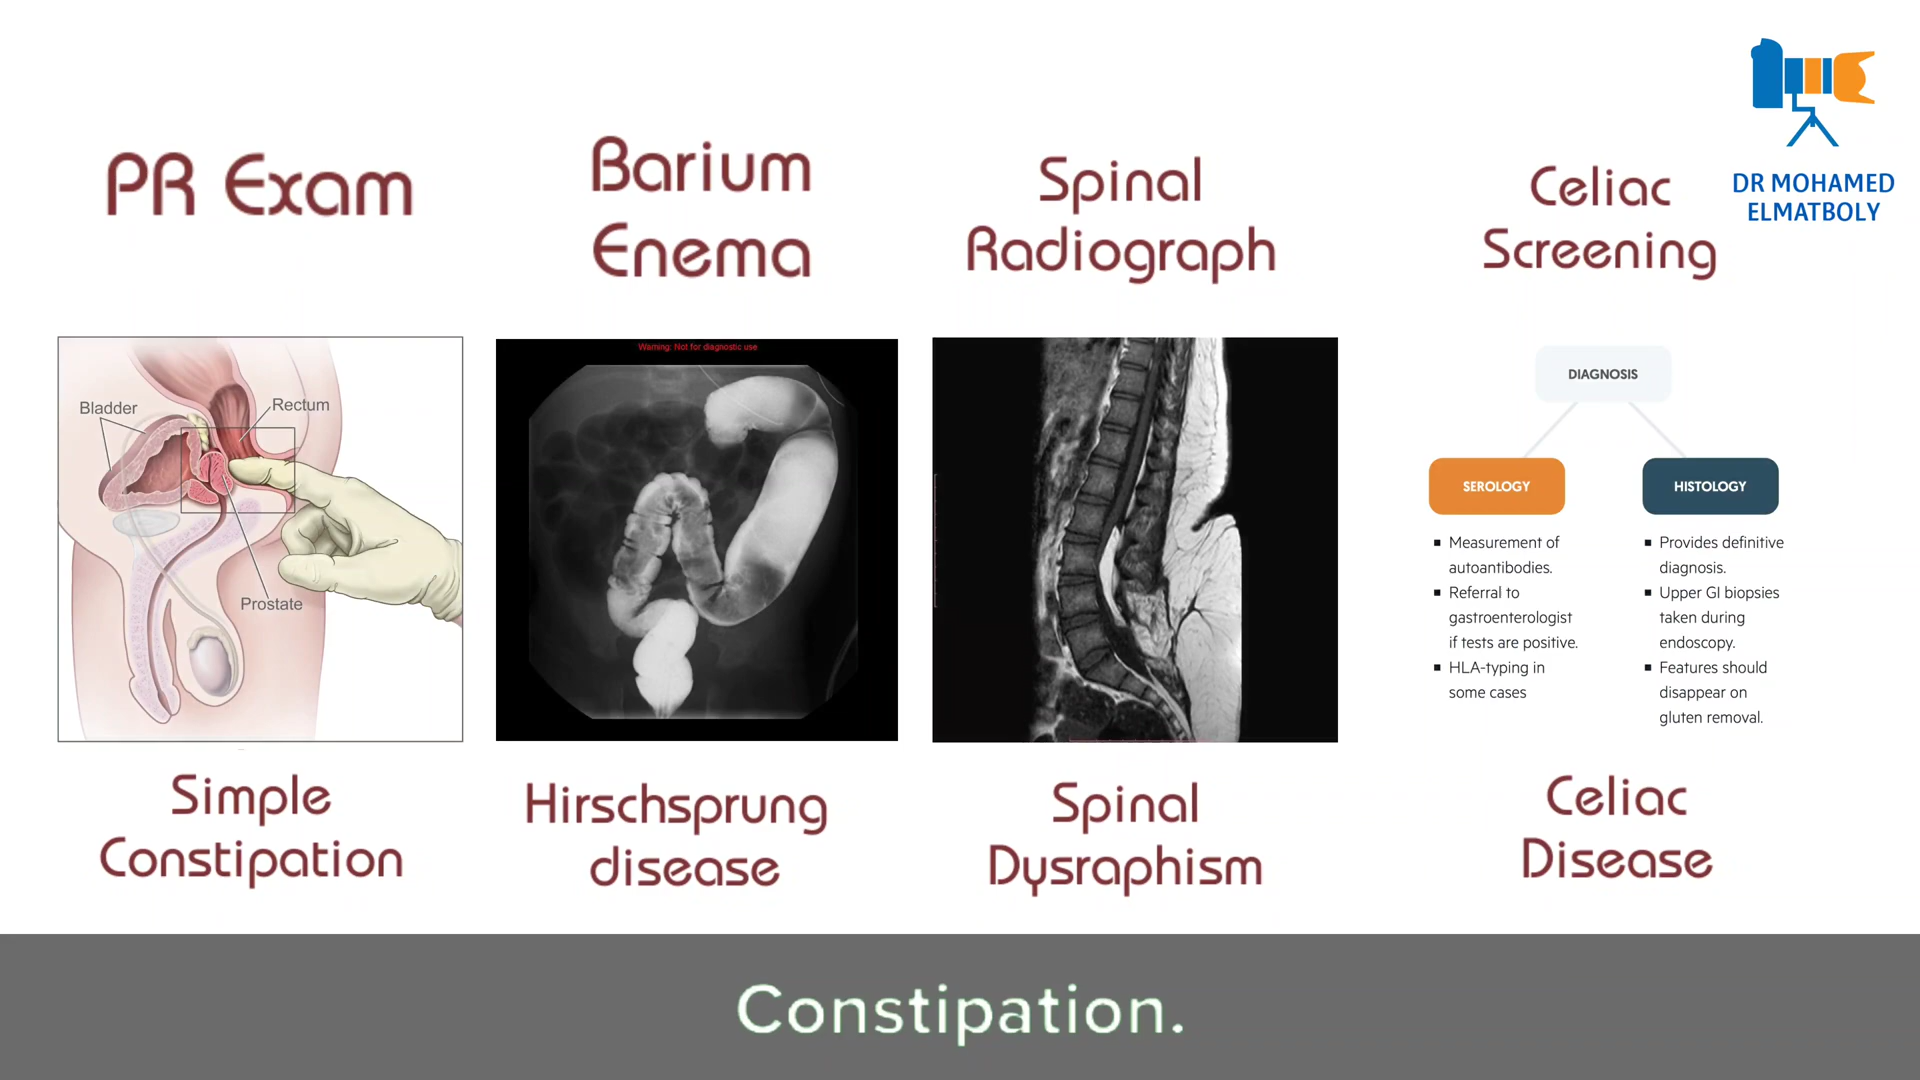 PR Exam
Barium
Enema
Spinal
Radiograph
Celiac
Screening
DR MOHAMED
ELMATBOLY
Bladder
Rectum
Prostate
Warning: Not for diagnostic use
DIAGNOSIS
SEROLOGY
▪ Measurement of
autoantibodies.
▪ Referral to
gastroenterologist
if tests are positive.
▪ HLA-typing in
some cases
HISTOLOGY
▪ Provides definitive
diagnosis.
▪ Upper GI biopsies
taken during
endoscopy.
▪ Features should
disappear on
gluten removal.
Simple
Constipation
Hirschsprung
disease
Spinal
Dysraphism
Celiac
Disease
Constipation.